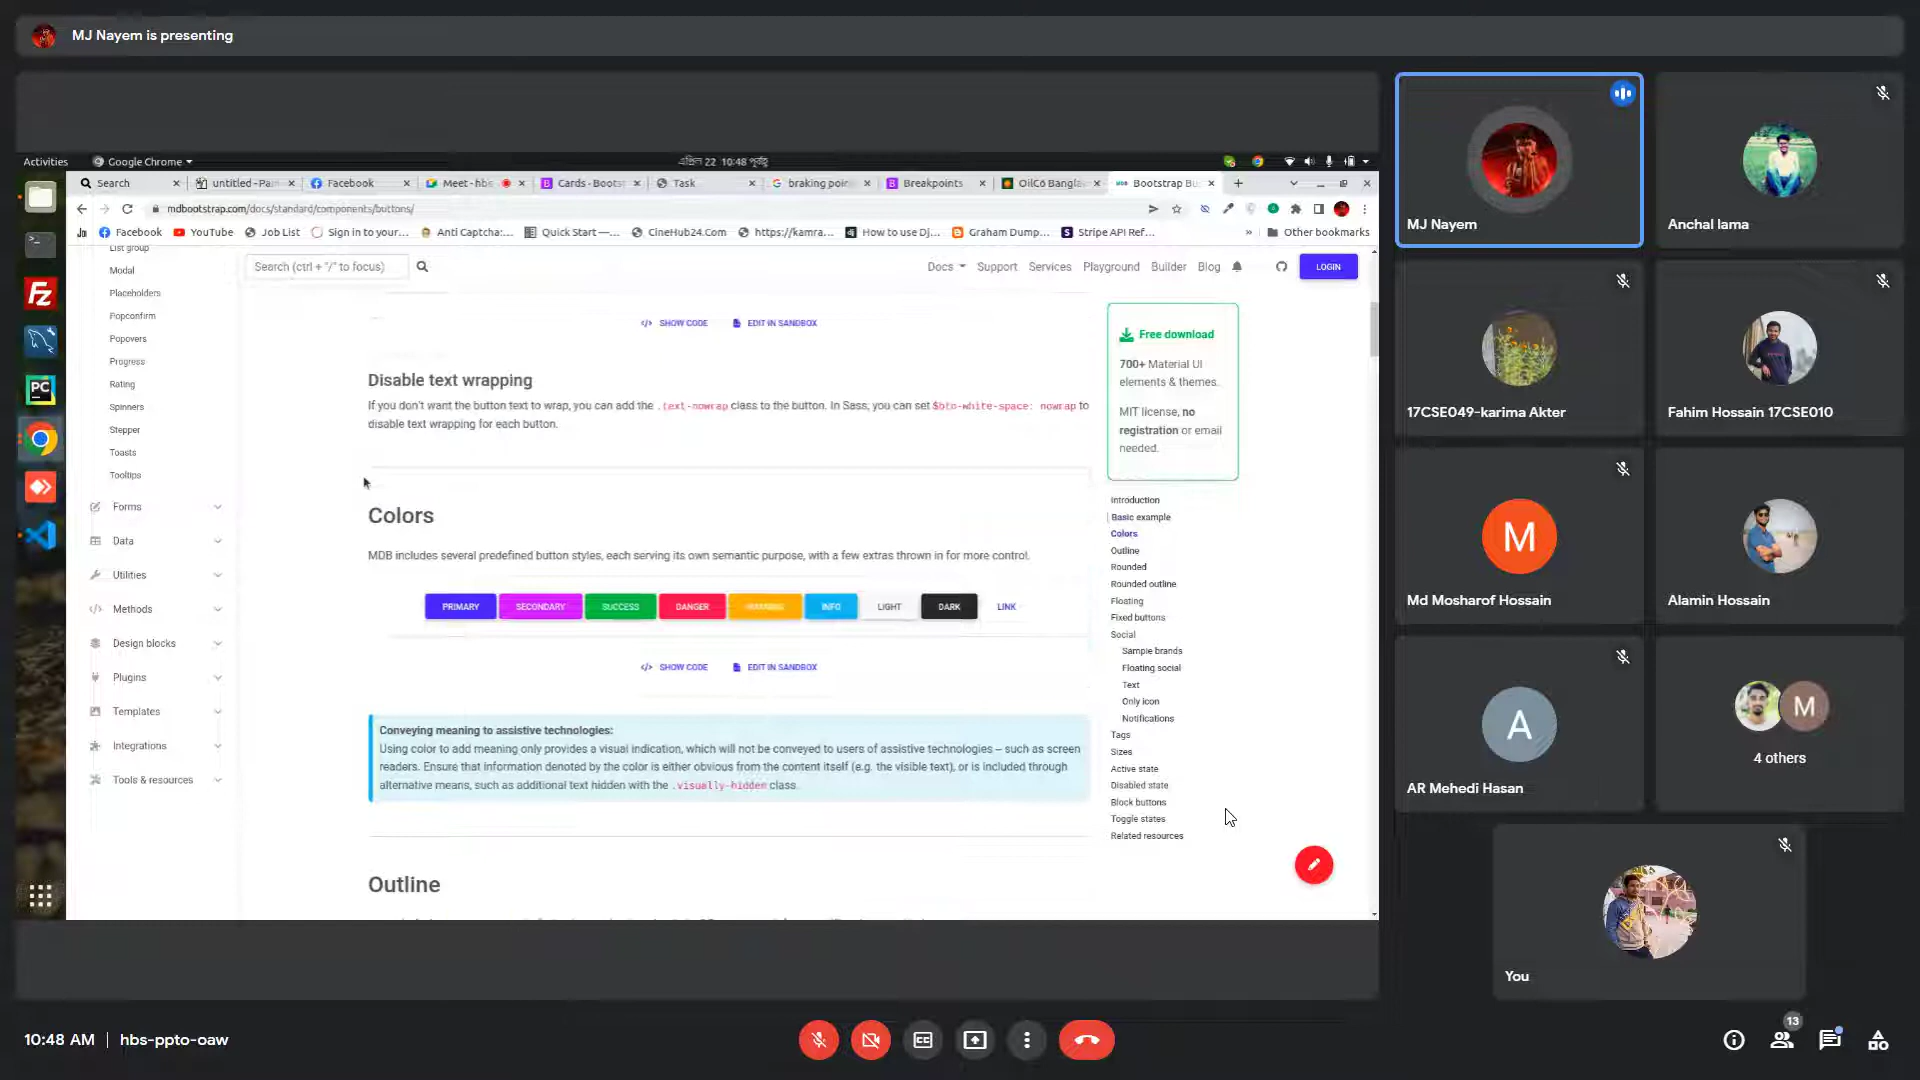 MJ Nayem is presenting
Activities
Google Chrome
এপ্রিল 22 10:48 পূর্বাহ্ণ
Search
untitled - Pai
Facebook
Meet - hbs
Cards · Boots
Task
braking poin
Breakpoints
OilCo Bangla
Bootstrap Bu
mdbootstrap.com/docs/standard/components/buttons/
Facebook
YouTube
Job List
Sign in to your...
Anti Captcha:...
Quick Start —...
CineHub24.Com
https://kamra...
How to use Dj...
Graham Dump...
Stripe API Ref...
»
Other bookmarks
List group
Modal
Placeholders
Popconfirm
Popovers
Progress
Rating
Spinners
Stepper
Toasts
Tooltips
Forms
Data
Utilities
Methods
Design blocks
Plugins
Templates
Integrations
Tools & resources
Search (ctrl + "/" to focus)
Docs
Support
Services
Playground
Builder
Blog
LOGIN
SHOW CODE
EDIT IN SANDBOX
Disable text wrapping
If you don't want the button text to wrap, you can add the .text-nowrap class to the button. In Sass, you can set $btn-white-space: nowrap to
disable text wrapping for each button.
Colors
MDB includes several predefined button styles, each serving its own semantic purpose, with a few extras thrown in for more control.
PRIMARY
SECONDARY
SUCCESS
DANGER
WARNING
INFO
LIGHT
DARK
LINK
SHOW CODE
EDIT IN SANDBOX
Conveying meaning to assistive technologies:
Using color to add meaning only provides a visual indication, which will not be conveyed to users of assistive technologies – such as screen
readers. Ensure that information denoted by the color is either obvious from the content itself (e.g. the visible text), or is included through
alternative means, such as additional text hidden with the .visually-hidden class.
Outline
Free download
700+ Material UI
elements & themes.
MIT license, no
registration or email
needed.
Introduction
Basic example
Colors
Outline
Rounded
Rounded outline
Floating
Fixed buttons
Social
Sample brands
Floating social
Text
Only icon
Notifications
Tags
Sizes
Active state
Disabled state
Block buttons
Toggle states
Related resources
MJ Nayem
Anchal lama
17CSE049-karima Akter
Fahim Hossain 17CSE010
M
Md Mosharof Hossain
Alamin Hossain
A
AR Mehedi Hasan
M
4 others
You
10:48 AM | hbs-ppto-oaw
CC
13